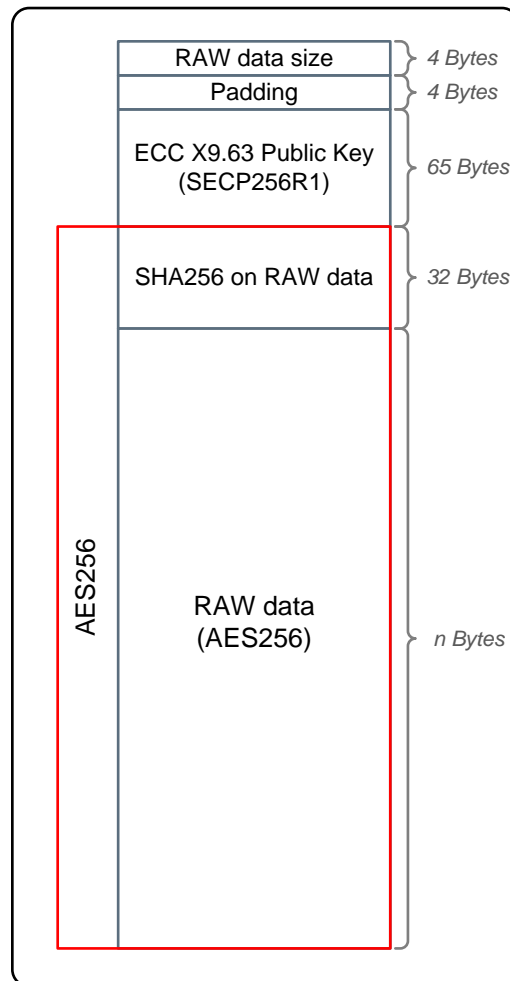 RAW data size
4 Bytes
Padding
4 Bytes
ECC X9.63 Public Key
(SECP256R1)
65 Bytes
SHA256 on RAW data
32 Bytes
AES256
RAW data
(AES256)
n Bytes